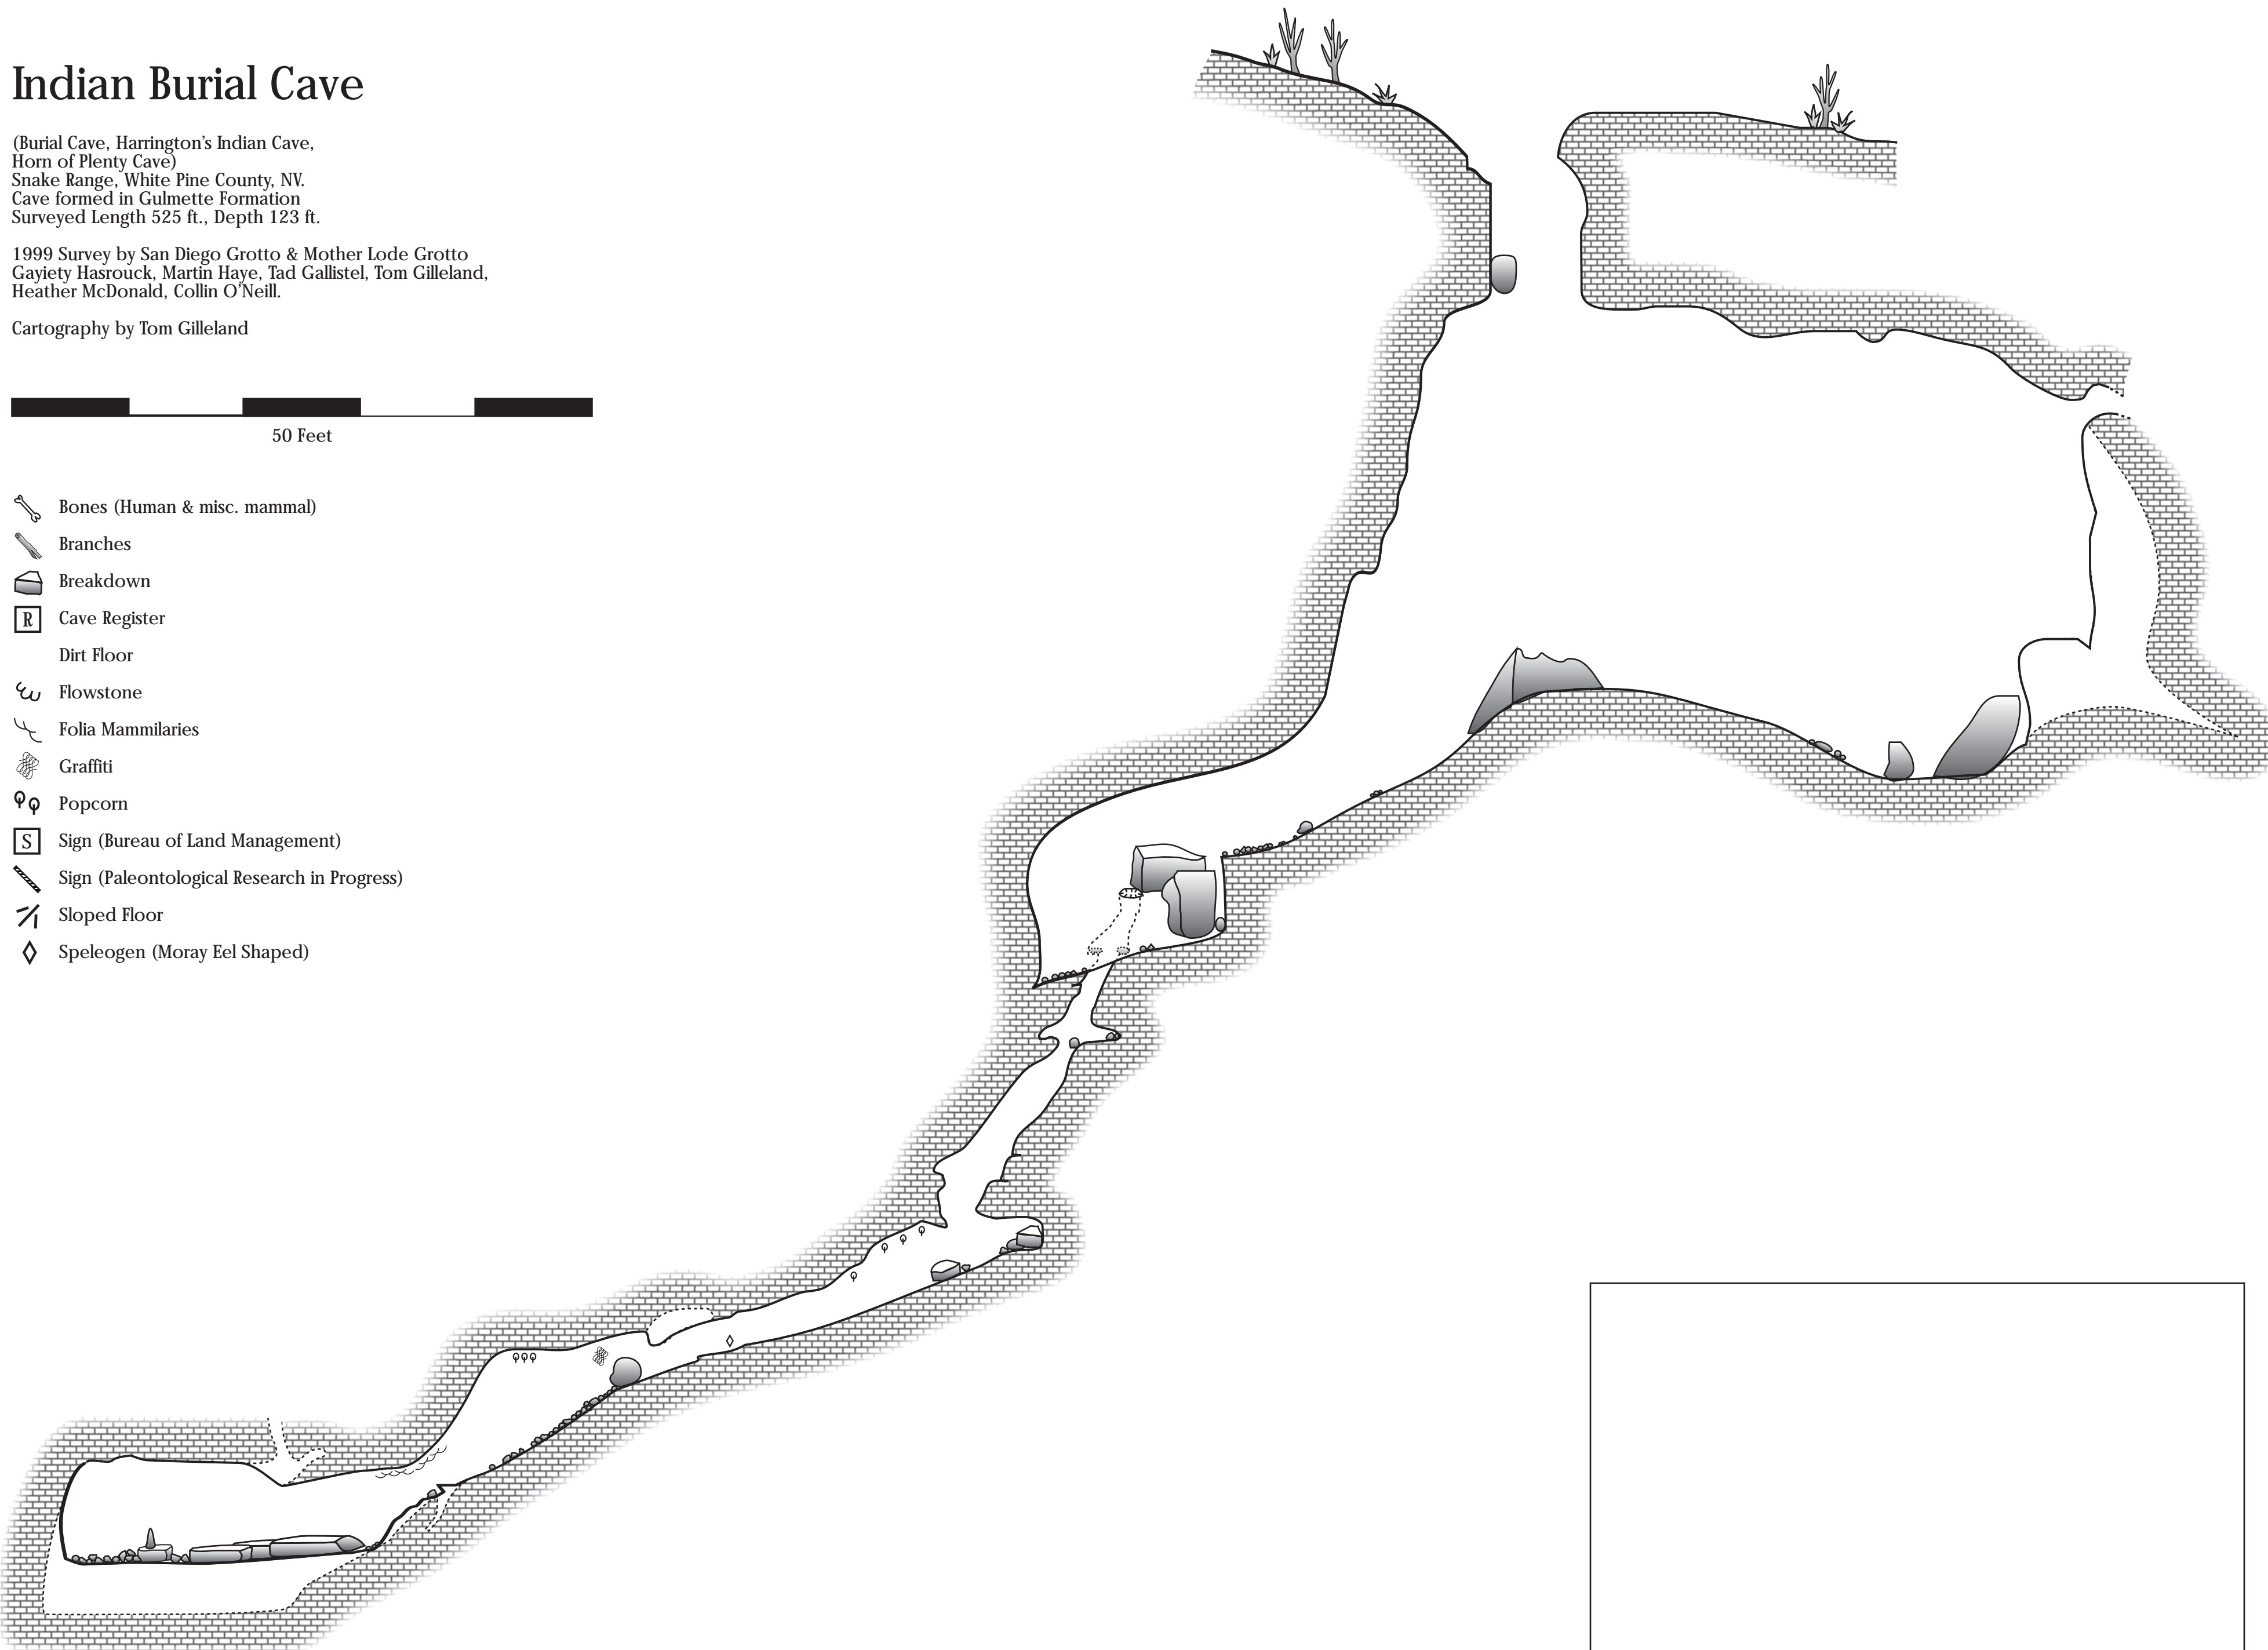 Indian Burial Cave
(Burial Cave, Harrington's Indian Cave,
Horn of Plenty Cave)
Snake Range, White Pine County, NV.
Cave formed in Gulmette Formation
Surveyed Length 525 ft., Depth 123 ft.
1999 Survey by San Diego Grotto & Mother Lode Grotto
Gayiety Hasrouck, Martin Haye, Tad Gallistel, Tom Gilleland,
Heather McDonald, Collin O'Neill.
Cartography by Tom Gilleland
50 Feet
Bones (Human & misc. mammal)
Branches
Breakdown
R Cave Register
Dirt Floor
Flowstone
Folia Mammilaries
Graffiti
Popcorn
S Sign (Bureau of Land Management)
Sign (Paleontological Research in Progress)
Sloped Floor
Speleogen (Moray Eel Shaped)